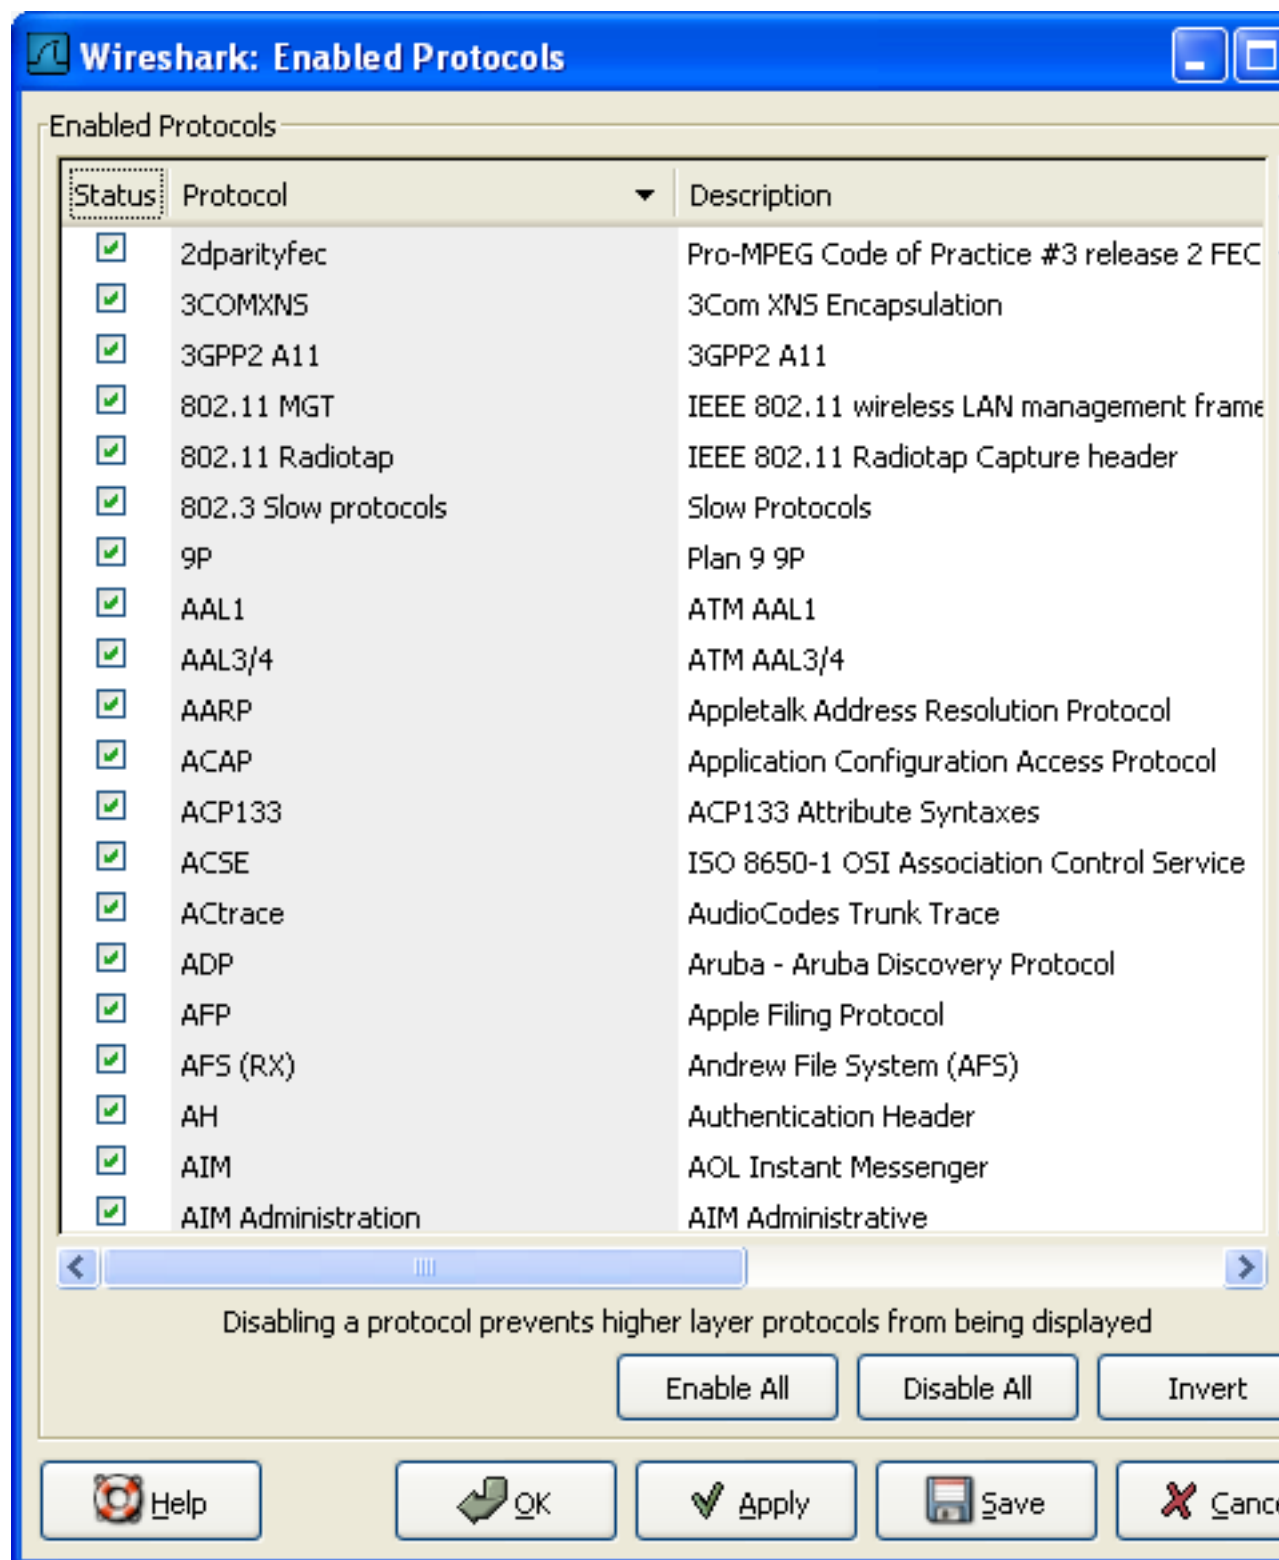 Wireshark: Enabled Protocols
Enabled Protocols
Status Protocol Description
2dparityfec Pro-MPEG Code of Practice #3 release 2 FEC
3COMXNS 3Com XNS Encapsulation
3GPP2 A11 3GPP2 A11
802.11 MGT IEEE 802.11 wireless LAN management frame
802.11 Radiotap IEEE 802.11 Radiotap Capture header
802.3 Slow protocols Slow Protocols
9P Plan 9 9P
AAL1 ATM AAL1
AAL3/4 ATM AAL3/4
AARP Appletalk Address Resolution Protocol
ACAP Application Configuration Access Protocol
ACP133 ACP133 Attribute Syntaxes
ACSE ISO 8650-1 OSI Association Control Service
ACtrace AudioCodes Trunk Trace
ADP Aruba - Aruba Discovery Protocol
AFP Apple Filing Protocol
AFS (RX) Andrew File System (AFS)
AH Authentication Header
AIM AOL Instant Messenger
AIM Administration AIM Administrative
Disabling a protocol prevents higher layer protocols from being displayed
Enable All Disable All Invert
Help OK Apply Save Cance